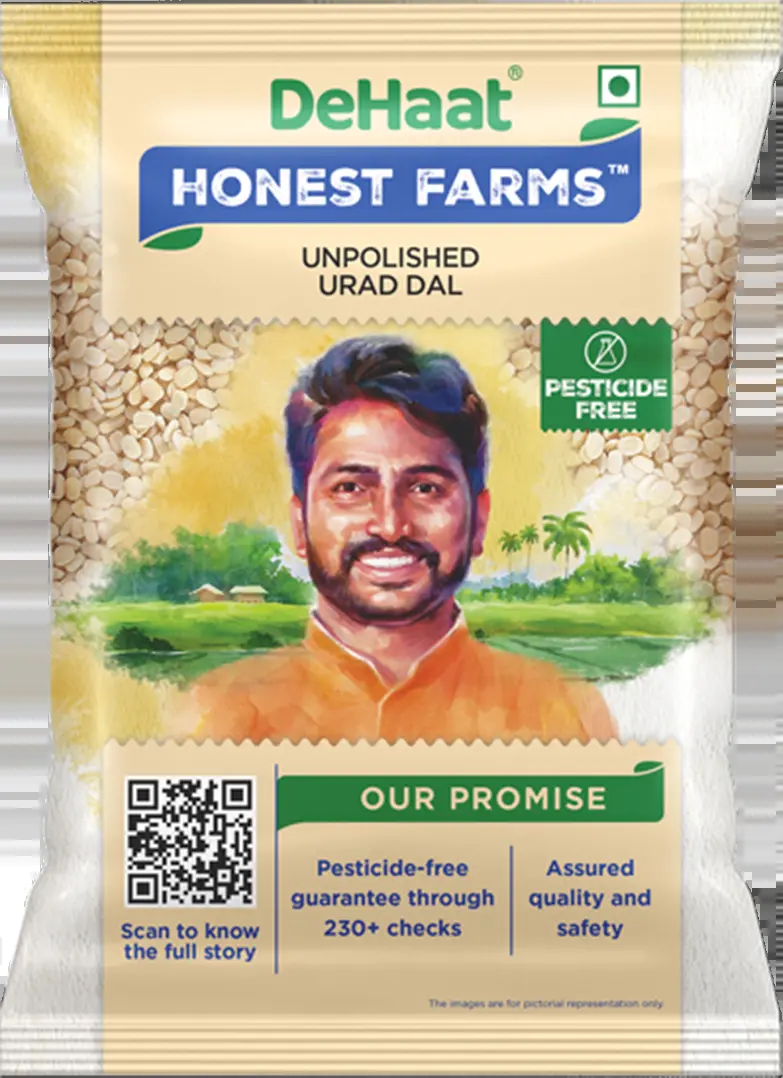 DeHaat®
HONEST FARMS™
UNPOLISHED
URAD DAL
PESTICIDE
FREE
OUR PROMISE
Pesticide-free
guarantee through
230+ checks
Assured
quality and
safety
Scan to know
the full story
The images are for pictorial representation only.